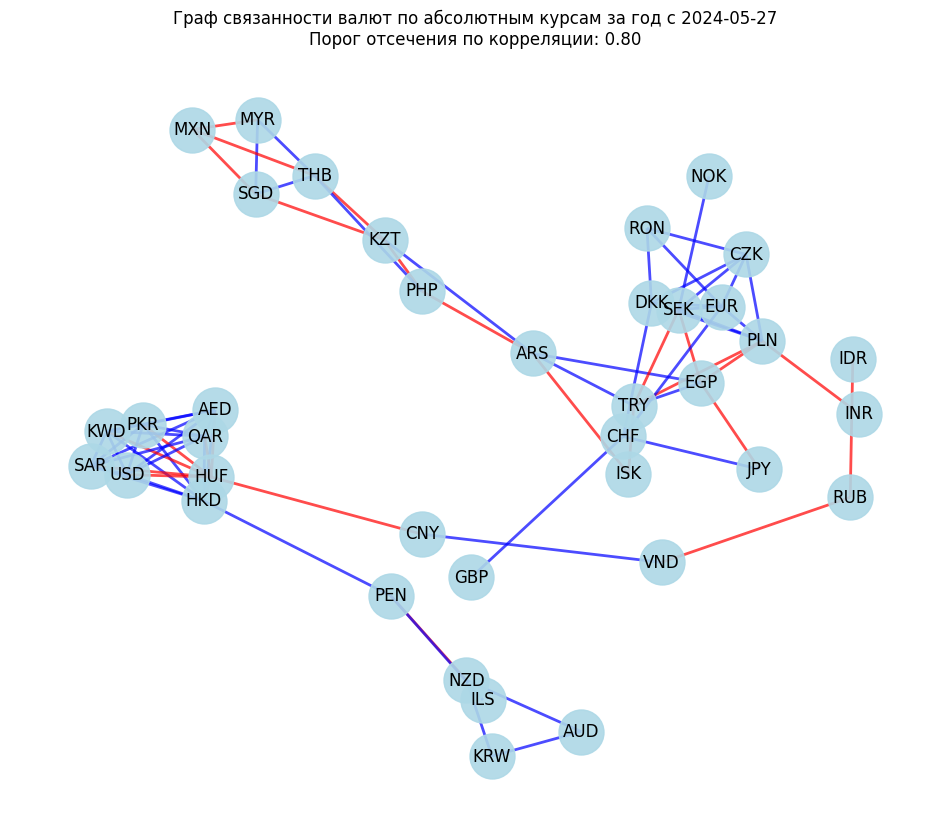 Граф связанности валют по абсолютным курсам за год с 2024-05-27
Порог отсечения по корреляции: 0.80
MYR
MXN
THB
NOK
SGD
RON
KZT
CZK
PHP
DKK
SEK
EUR
PLN
ARS
IDR
EGP
TRY
AED
INR
PKR
KWD
QAR
CHF
SAR
USD
HUF
ISK
JPY
HKD
RUB
CNY
VND
GBP
PEN
NZD
ILS
AUD
KRW